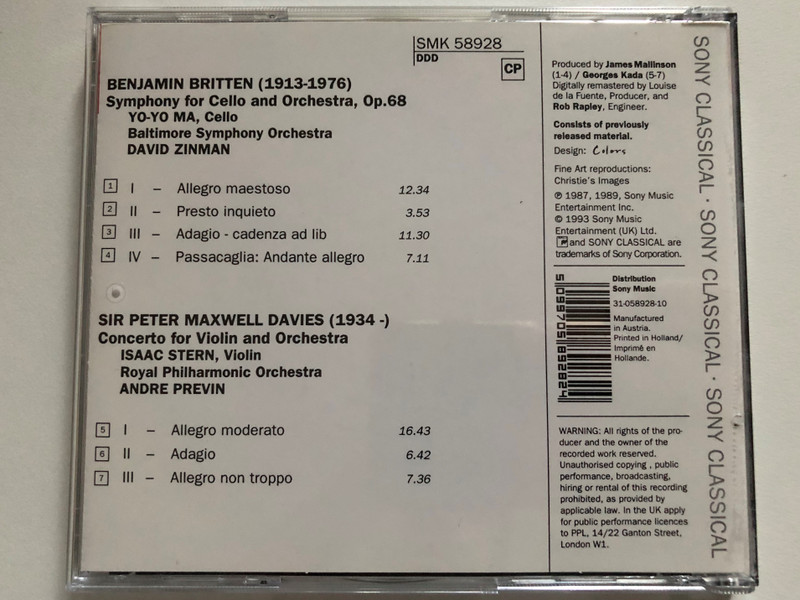 SMK 58928
DDD
CP
BENJAMIN BRITTEN (1913-1976)
Symphony for Cello and Orchestra, Op.68
YO-YO MA, Cello
Baltimore Symphony Orchestra
DAVID ZINMAN
1 I – Allegro maestoso 12.34
2 II – Presto inquieto 3.53
3 III – Adagio - cadenza ad lib 11.30
4 IV – Passacaglia: Andante allegro 7.11
SIR PETER MAXWELL DAVIES (1934 -)
Concerto for Violin and Orchestra
ISAAC STERN, Violin
Royal Philharmonic Orchestra
ANDRE PREVIN
5 I – Allegro moderato 16.43
6 II – Adagio 6.42
7 III – Allegro non troppo 7.36
Produced by James Mallinson
(1-4) / Georges Kada (5-7)
Digitally remastered by Louise
de la Fuente, Producer, and
Rob Rapley, Engineer.
Consists of previously
released material.
Design: Colors
Fine Art reproductions:
Christie's Images
℗ 1987, 1989, Sony Music
Entertainment Inc.
© 1993 Sony Music
Entertainment (UK) Ltd.
and SONY CLASSICAL are
trademarks of Sony Corporation.
Distribution
Sony Music
31-058928-10
Manufactured
in Austria.
Printed in Holland/
Imprimé en
Hollande.
WARNING: All rights of the pro-
ducer and the owner of the
recorded work reserved.
Unauthorised copying , public
performance, broadcasting,
hiring or rental of this recording
prohibited, as provided by
applicable law. In the UK apply
for public performance licences
to PPL, 14/22 Ganton Street,
London W1.
SONY CLASSICAL · SONY CLASSICAL · SONY CLASSICAL